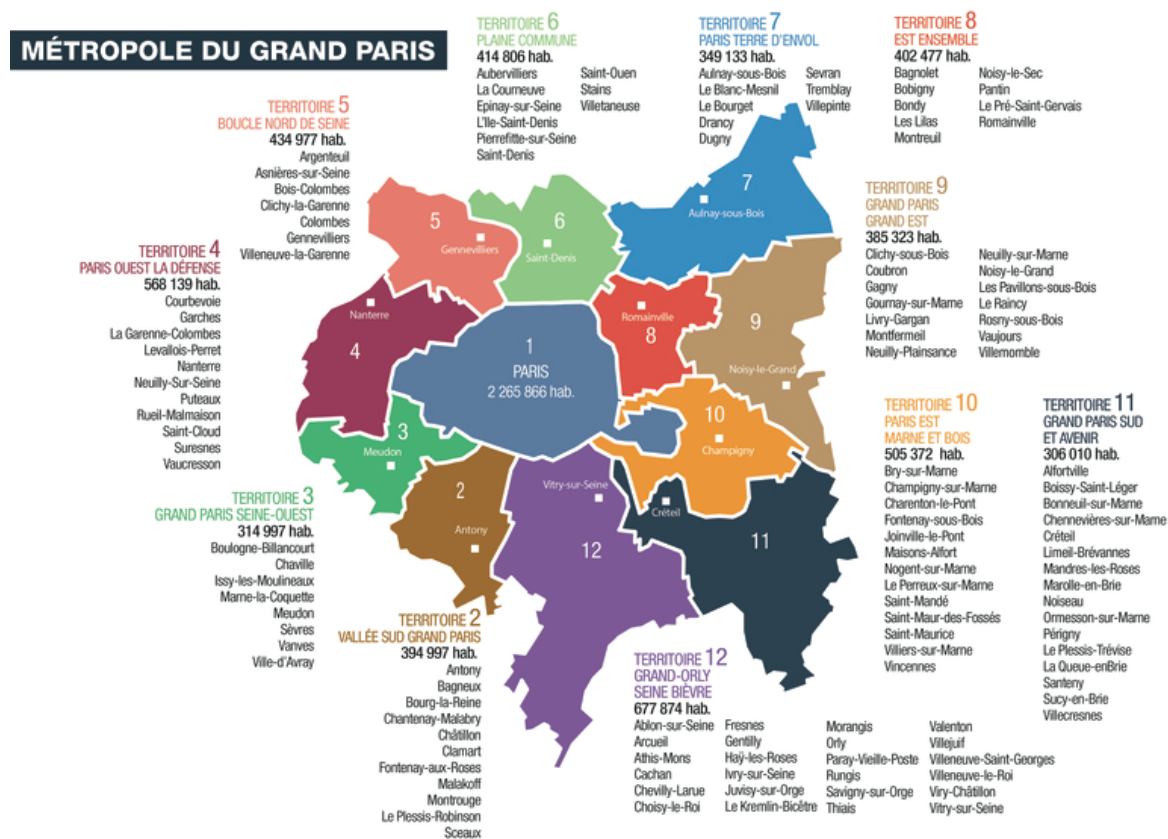 MÉTROPOLE DU GRAND PARIS
TERRITOIRE 6
PLAINE COMMUNE
414 806 hab.
Aubervilliers
La Courneuve
Epinay-sur-Seine
L'Ile-Saint-Denis
Pierrefitte-sur-Seine
Saint-Denis
Saint-Ouen
Stains
Villetaneuse
TERRITOIRE 7
PARIS TERRE D'ENVOL
349 133 hab.
Aulnay-sous-Bois
Le Blanc-Mesnil
Le Bourget
Drancy
Dugny
Sevran
Tremblay
Villepinte
TERRITOIRE 8
EST ENSEMBLE
402 477 hab.
Bagnolet
Bobigny
Bondy
Les Lilas
Montreuil
Noisy-le-Sec
Pantin
Le Pré-Saint-Gervais
Romainville
TERRITOIRE 5
BOUCLE NORD DE SEINE
434 977 hab.
Argenteuil
Asnières-sur-Seine
Bois-Colombes
Clichy-la-Garenne
Colombes
Gennevilliers
Villeneuve-la-Garenne
TERRITOIRE 4
PARIS OUEST LA DÉFENSE
568 139 hab.
Courbevoie
Garches
La Garenne-Colombes
Levallois-Perret
Nanterre
Neuilly-Sur-Seine
Puteaux
Rueil-Malmaison
Saint-Cloud
Suresnes
Vaucresson
TERRITOIRE 3
GRAND PARIS SEINE-OUEST
314 997 hab.
Boulogne-Billancourt
Chaville
Issy-les-Moulineaux
Marne-la-Coquette
Meudon
Sèvres
Vanves
Ville-d'Avray
TERRITOIRE 2
VALLÉE SUD GRAND PARIS
394 997 hab.
Antony
Bagneux
Bourg-la-Reine
Chantenay-Malabry
Châtillon
Clamart
Fontenay-aux-Roses
Malakoff
Montrouge
Le Plessis-Robinson
Sceaux
5
Gennevilliers
6
Saint-Denis
7
Aulnay-sous-Bois
Nanterre
4
1
PARIS
2 265 866 hab.
Romainville
8
9
Noisy-le-Grand
3
Meudon
10
Champigny
2
Antony
Vitry-sur-Seine
12
Créteil
11
TERRITOIRE 9
GRAND PARIS
GRAND EST
385 323 hab.
Clichy-sous-Bois
Coubron
Gagny
Gournay-sur-Marne
Livry-Gargan
Montfermeil
Neuilly-Plaisance
Neuilly-sur-Marne
Noisy-le-Grand
Les Pavillons-sous-Bois
Le Raincy
Rosny-sous-Bois
Vaujours
Villemomble
TERRITOIRE 10
PARIS EST
MARNE ET BOIS
505 372 hab.
Bry-sur-Marne
Champigny-sur-Marne
Charenton-le-Pont
Fontenay-sous-Bois
Joinville-le-Pont
Maisons-Alfort
Nogent-sur-Marne
Le Perreux-sur-Marne
Saint-Mandé
Saint-Maur-des-Fossés
Saint-Maurice
Villiers-sur-Marne
Vincennes
TERRITOIRE 11
GRAND PARIS SUD
ET AVENIR
306 010 hab.
Alfortville
Boissy-Saint-Léger
Bonneuil-sur-Marne
Chennevières-sur-Marne
Créteil
Limeil-Brévannes
Mandres-les-Roses
Marolle-en-Brie
Noiseau
Ormesson-sur-Marne
Périgny
Le Plessis-Trévise
La Queue-enBrie
Santeny
Sucy-en-Brie
Villecresnes
TERRITOIRE 12
GRAND-ORLY
SEINE BIÈVRE
677 874 hab.
Ablon-sur-Seine
Arcueil
Athis-Mons
Cachan
Chevilly-Larue
Choisy-le-Roi
Fresnes
Gentilly
Haÿ-les-Roses
Ivry-sur-Seine
Juvisy-sur-Orge
Le Kremlin-Bicêtre
Morangis
Orly
Paray-Vieille-Poste
Rungis
Savigny-sur-Orge
Thiais
Valenton
Villejuif
Villeneuve-Saint-Georges
Villeneuve-le-Roi
Viry-Châtillon
Vitry-sur-Seine